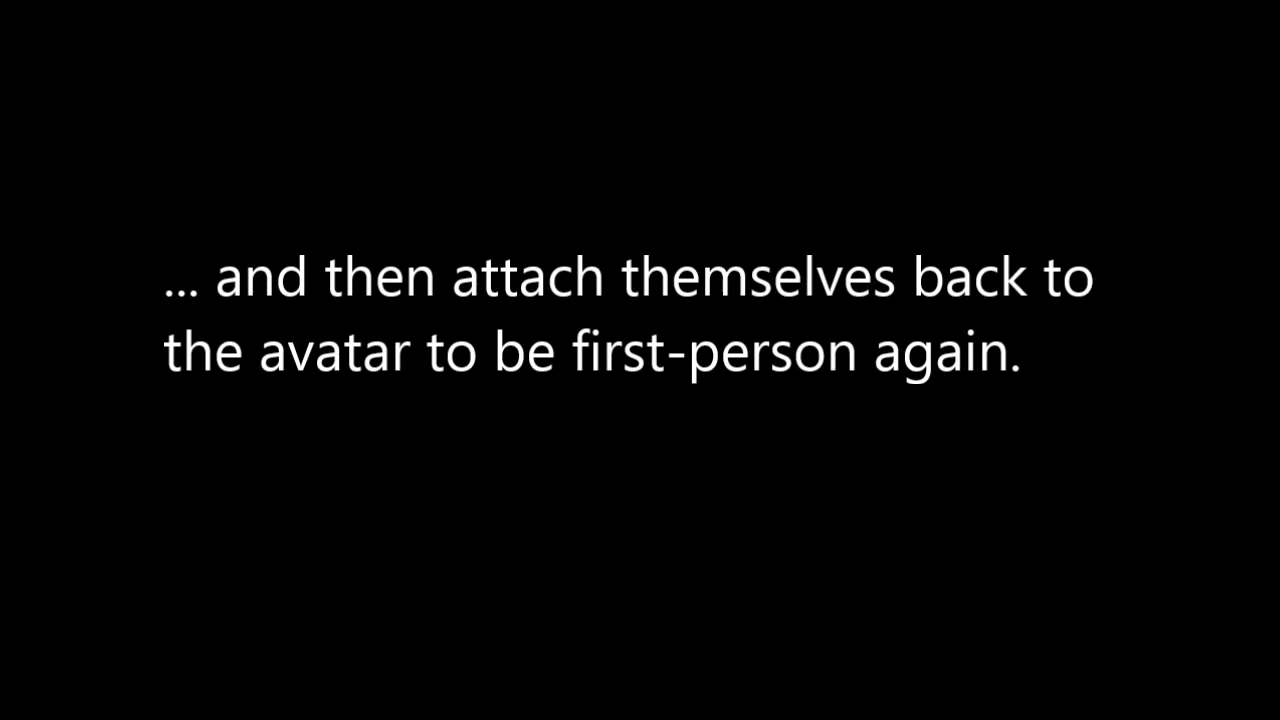 ... and then attach themselves back to
the avatar to be first-person again.